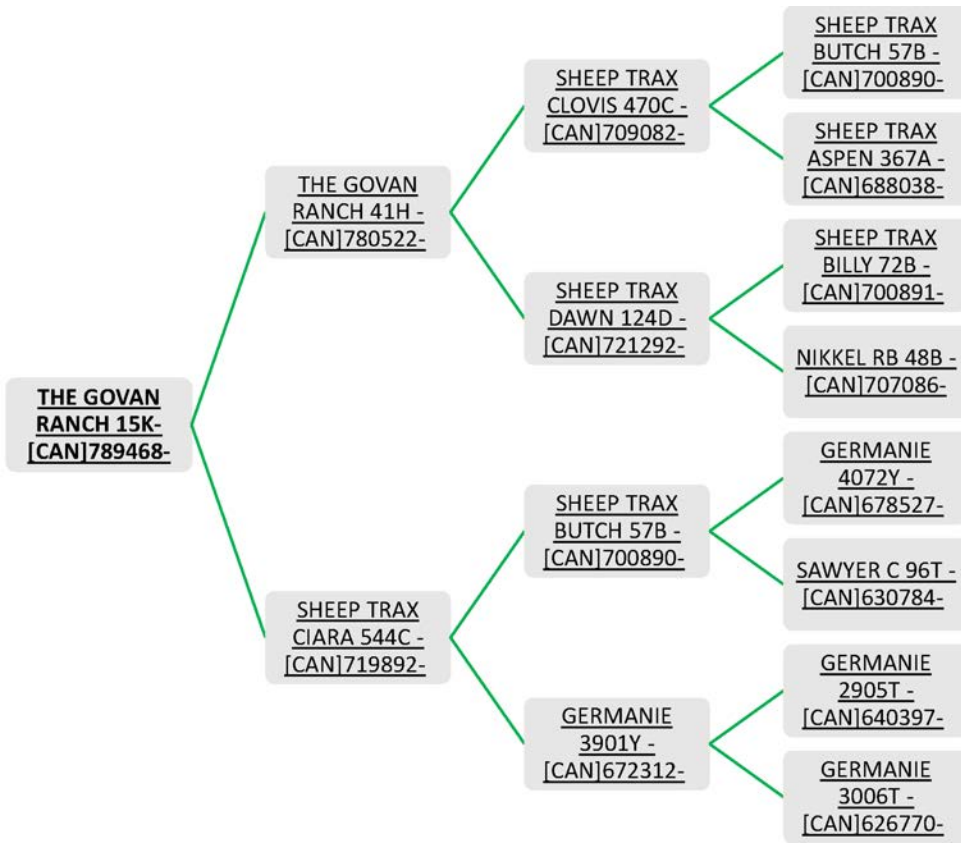 SHEEP TRAX
BUTCH 57B -
[CAN]700890-
SHEEP TRAX
CLOVIS 470C -
[CAN]709082-
SHEEP TRAX
ASPEN 367A -
[CAN]688038-
THE GOVAN
RANCH 41H -
[CAN]780522-
SHEEP TRAX
BILLY 72B -
[CAN]700891-
SHEEP TRAX
DAWN 124D -
[CAN]721292-
NIKKEL RB 48B -
[CAN]707086-
THE GOVAN
RANCH 15K-
[CAN]789468-
GERMANIE
4072Y -
[CAN]678527-
SHEEP TRAX
BUTCH 57B -
[CAN]700890-
SAWYER C 96T -
[CAN]630784-
SHEEP TRAX
CIARA 544C -
[CAN]719892-
GERMANIE
2905T -
[CAN]640397-
GERMANIE
3901Y -
[CAN]672312-
GERMANIE
3006T -
[CAN]626770-